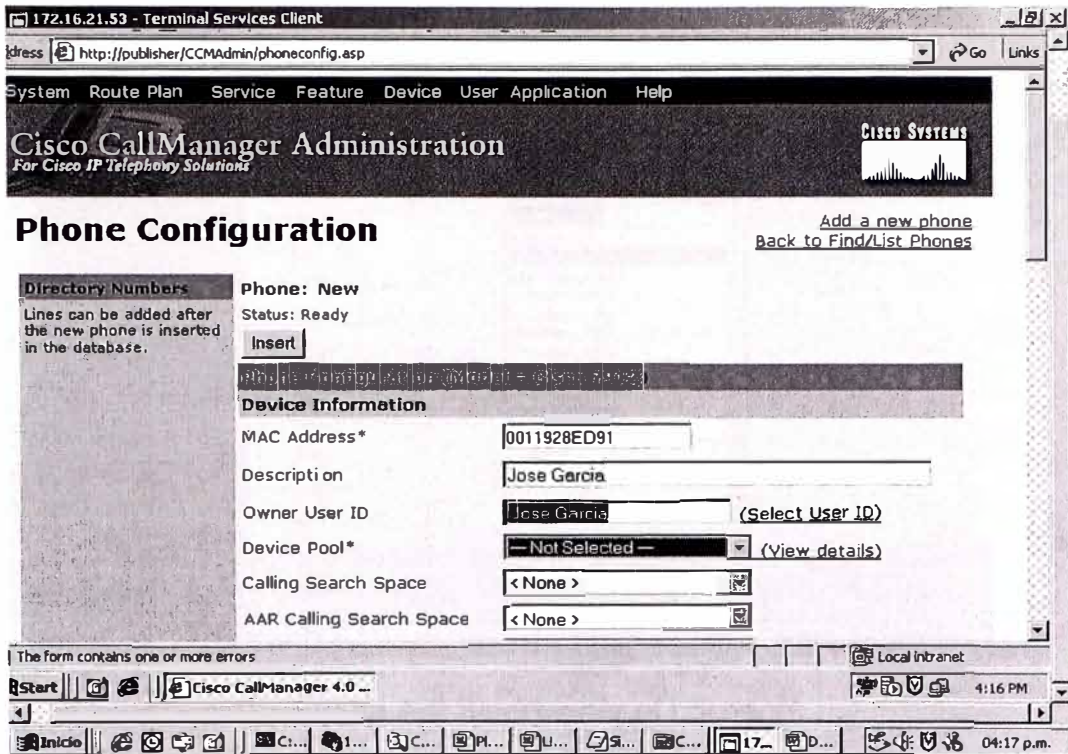 172.16.21.53 - Terminal Services Client
dress http://publisher/CCMAdmin/phoneconfig.asp Go Links
System Route Plan Service Feature Device User Application Help
Cisco CallManager Administration
For Cisco IP Telephony Solutions
CISCO SYSTEMS
Phone Configuration
Add a new phone
Back to Find/List Phones
Directory Numbers
Lines can be added after
the new phone is inserted
in the database.
Phone: New
Status: Ready
Insert
Device Information
MAC Address* 0011928ED91
Description Jose Garcia
Owner User ID Jose Garcia (Select User ID)
Device Pool* — Not Selected — (View details)
Calling Search Space < None >
AAR Calling Search Space < None >
The form contains one or more errors Local intranet
Start Cisco CallManager 4.0 ... 4:16 PM
Inicio C:... 1... C... Pl... U... Si... C... 17... D... 04:17 p.m.